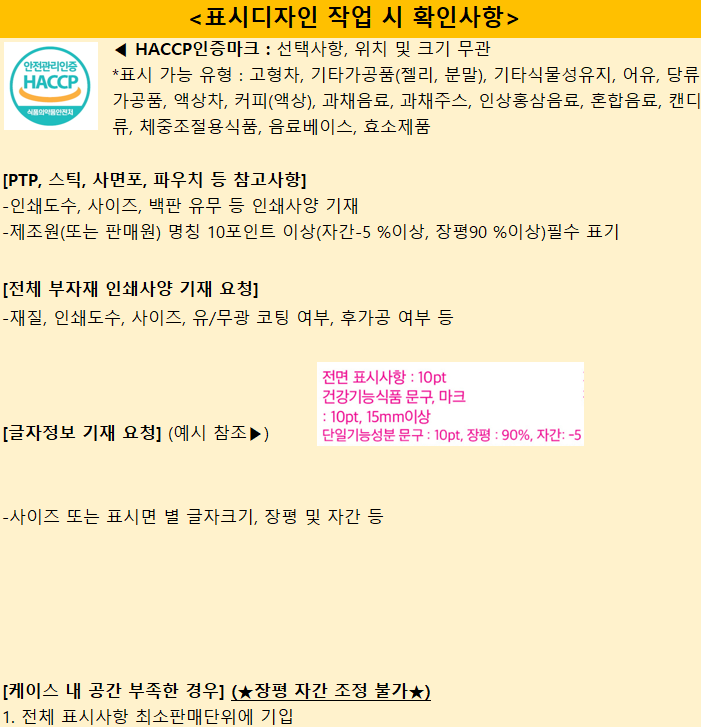 <표시디자인 작업 시 확인사항>
안전관리인증
HACCP
식품의약품안전처
◀ HACCP인증마크 : 선택사항, 위치 및 크기 무관
*표시 가능 유형 : 고형차, 기타가공품(젤리, 분말), 기타식물성유지, 어유, 당류
가공품, 액상차, 커피(액상), 과채음료, 과채주스, 인삼홍삼음료, 혼합음료, 캔디
류, 체중조절용식품, 음료베이스, 효소제품
[PTP, 스틱, 사면포, 파우치 등 참고사항]
-인쇄도수, 사이즈, 백판 유무 등 인쇄사양 기재
-제조원(또는 판매원) 명칭 10포인트 이상(자간-5 %이상, 장평90 %이상)필수 표기
[전체 부자재 인쇄사양 기재 요청]
-재질, 인쇄도수, 사이즈, 유/무광 코팅 여부, 후가공 여부 등
전면 표시사항 : 10pt
건강기능식품 문구, 마크
: 10pt, 15mm이상
단일기능성분 문구 : 10pt, 장평 : 90%, 자간: -5
[글자정보 기재 요청] (예시 참조▶)
-사이즈 또는 표시면 별 글자크기, 장평 및 자간 등
[케이스 내 공간 부족한 경우] (★장평 자간 조정 불가★)
1. 전체 표시사항 최소판매단위에 기입